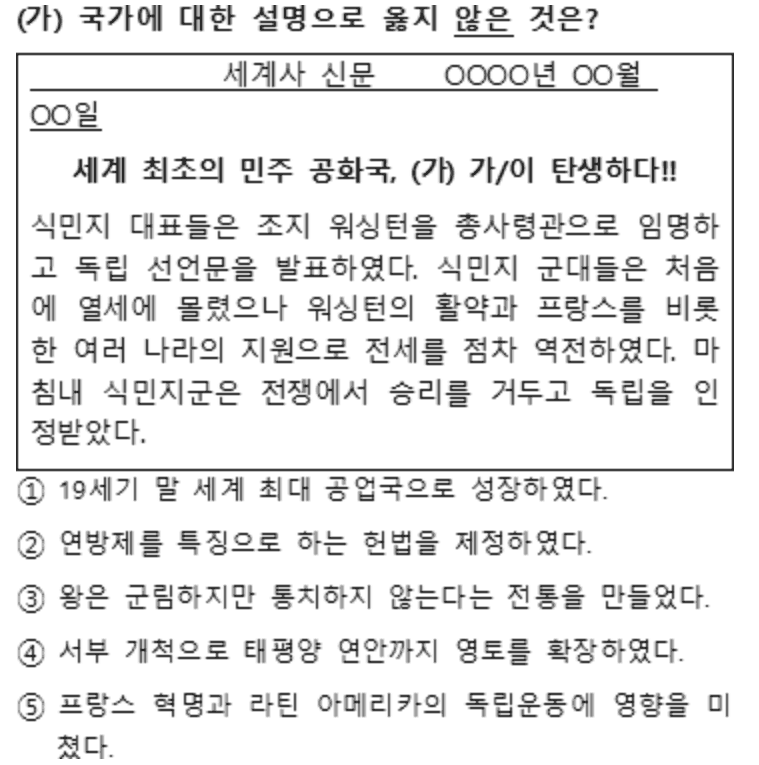 (가) 국가에 대한 설명으로 옳지 않은 것은?
세계사 신문 OOOO년 OO월
OO일
세계 최초의 민주 공화국, (가) 가/이 탄생하다!!
식민지 대표들은 조지 워싱턴을 총사령관으로 임명하
고 독립 선언문을 발표하였다. 식민지 군대들은 처음
에 열세에 몰렸으나 워싱턴의 활약과 프랑스를 비롯
한 여러 나라의 지원으로 전세를 점차 역전하였다. 마
침내 식민지군은 전쟁에서 승리를 거두고 독립을 인
정받았다.
① 19세기 말 세계 최대 공업국으로 성장하였다.
② 연방제를 특징으로 하는 헌법을 제정하였다.
③ 왕은 군림하지만 통치하지 않는다는 전통을 만들었다.
④ 서부 개척으로 태평양 연안까지 영토를 확장하였다.
⑤ 프랑스 혁명과 라틴 아메리카의 독립운동에 영향을 미
쳤다.